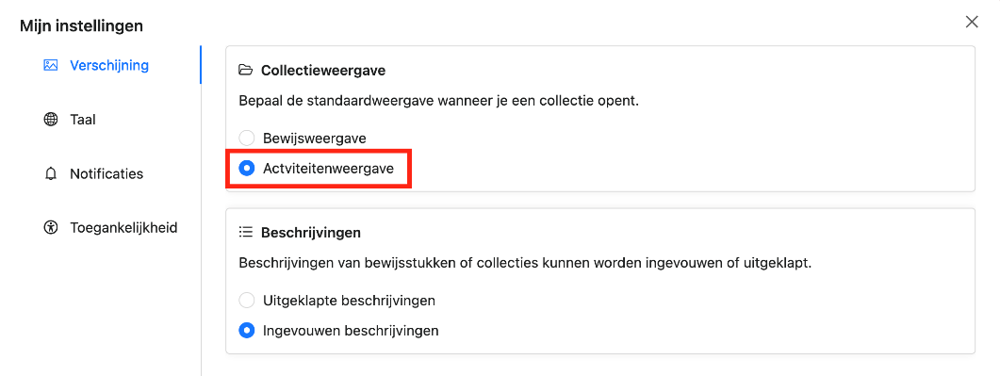 Mijn instellingen
Verschijning
Taal
Notificaties
Toegankelijkheid
Collectieweergave
Bepaal de standaardweergave wanneer je een collectie opent.
Bewijsweergave
Actviteitenweergave
Beschrijvingen
Beschrijvingen van bewijsstukken of collecties kunnen worden ingevouwen of uitgeklapt.
Uitgeklapte beschrijvingen
Ingevouwen beschrijvingen